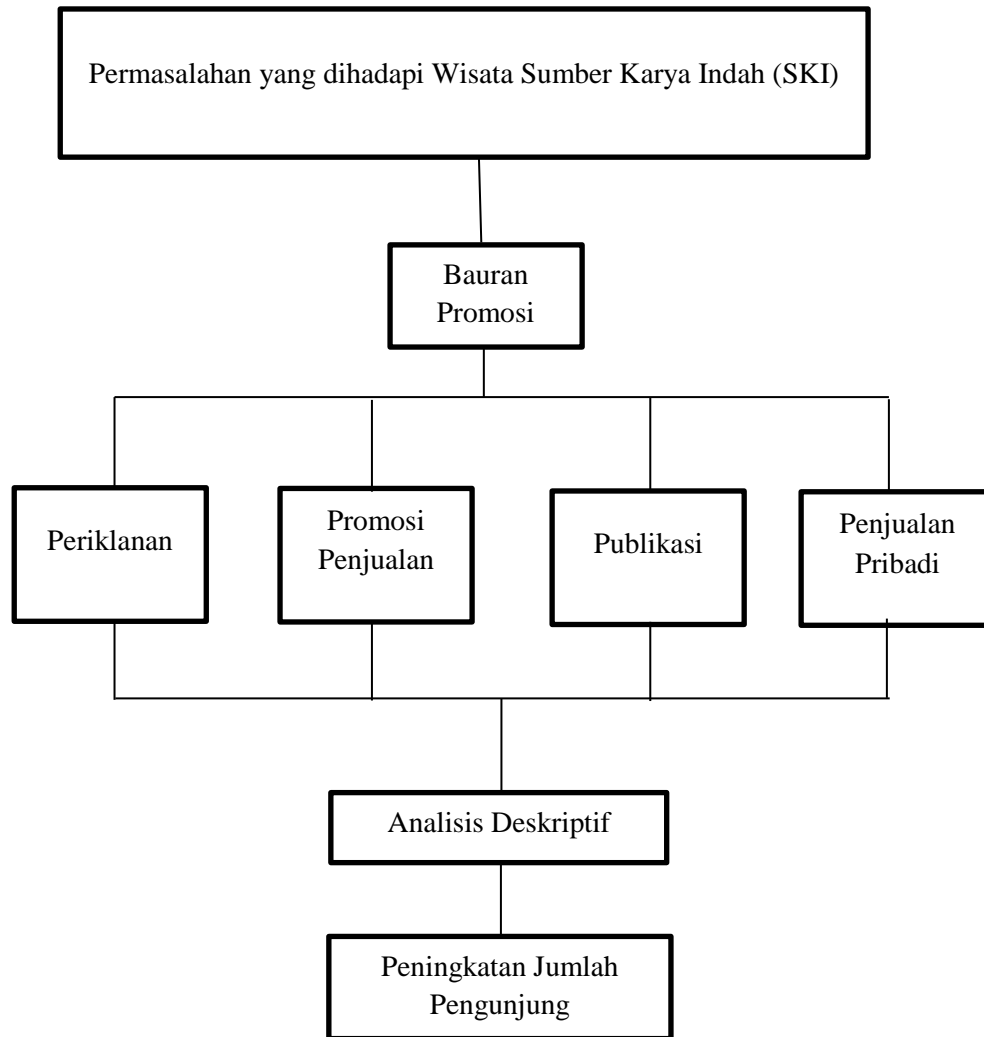 Permasalahan yang dihadapi Wisata Sumber Karya Indah (SKI)
Bauran
Promosi
Periklanan
Promosi
Penjualan
Publikasi
Penjualan
Pribadi
Analisis Deskriptif
Peningkatan Jumlah
Pengunjung